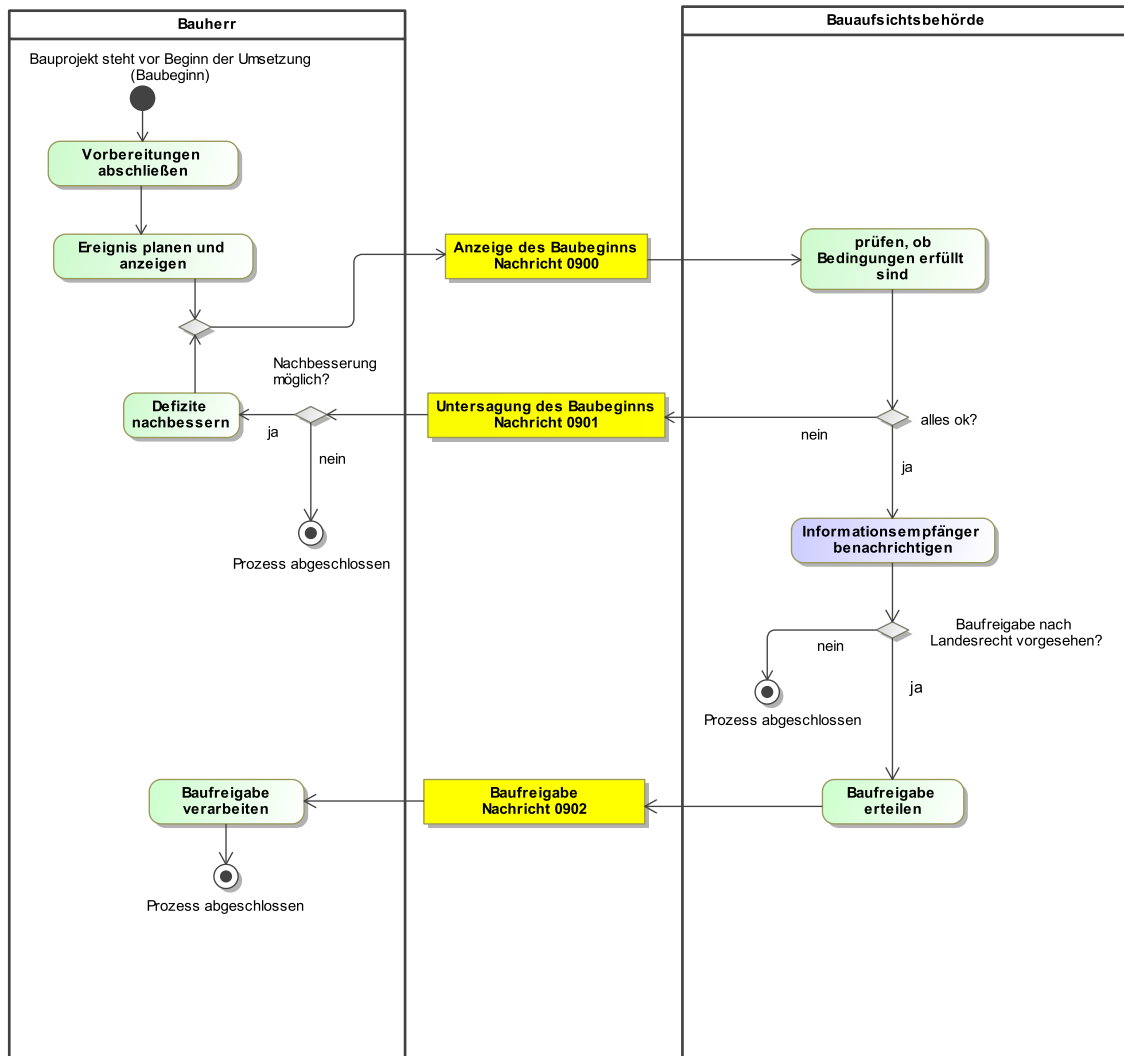 Bauherr
Bauaufsichtsbehörde
Bauprojekt steht vor Beginn der Umsetzung
(Baubeginn)
Vorbereitungen
abschließen
Ereignis planen und
anzeigen
Anzeige des Baubeginns
Nachricht 0900
prüfen, ob
Bedingungen erfüllt
sind
Nachbesserung
möglich?
Defizite
nachbessern
ja
nein
Untersagung des Baubeginns
Nachricht 0901
nein
alles ok?
ja
Prozess abgeschlossen
Informationsempfänger
benachrichtigen
Baufreigabe nach
Landesrecht vorgesehen?
nein
ja
Prozess abgeschlossen
Baufreigabe
verarbeiten
Baufreigabe
Nachricht 0902
Baufreigabe
erteilen
Prozess abgeschlossen